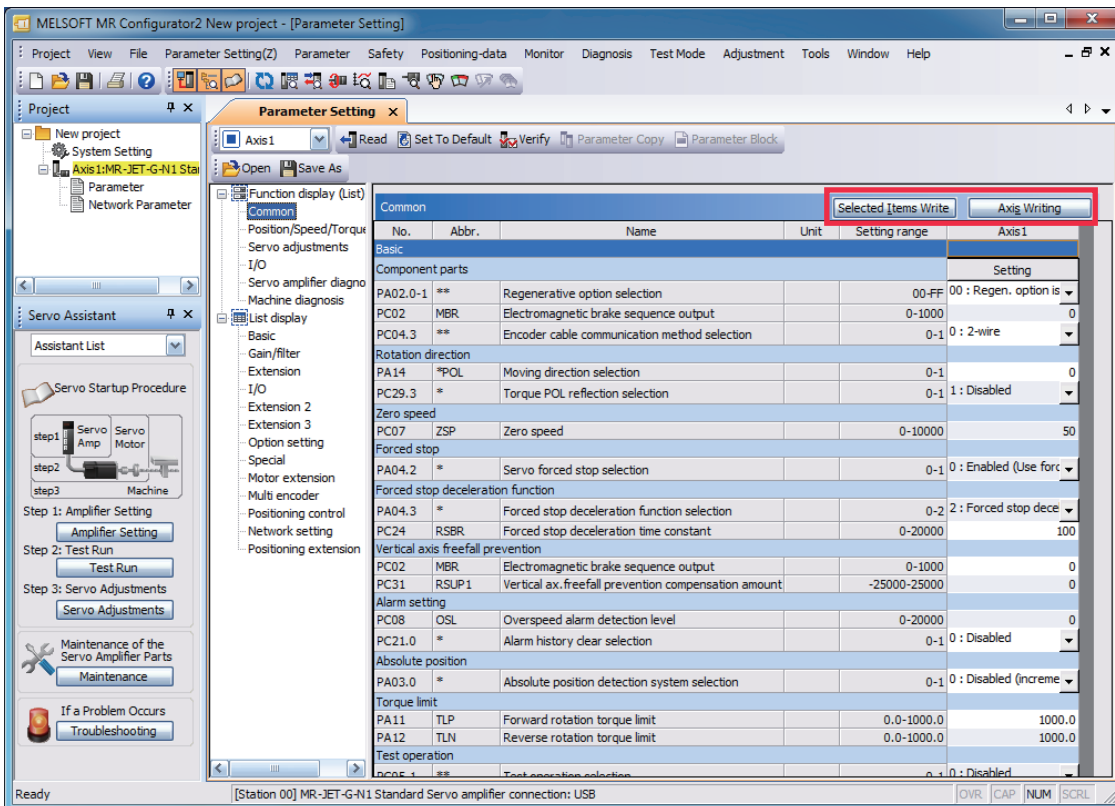 MELSOFT MR Configurator2 New project - [Parameter Setting]
Project View File Parameter Setting(Z) Parameter Safety Positioning-data Monitor Diagnosis Test Mode Adjustment Tools Window Help
Project
New project
System Setting
Axis1:MR-JET-G-N1 Star
Parameter
Network Parameter
Servo Assistant
Assistant List
Servo Startup Procedure
step1
Servo Amp
Servo Motor
step2
step3
Machine
Step 1: Amplifier Setting
Amplifier Setting
Step 2: Test Run
Test Run
Step 3: Servo Adjustments
Servo Adjustments
Maintenance of the
Servo Amplifier Parts
Maintenance
If a Problem Occurs
Troubleshooting
Parameter Setting
Axis1 Read Set To Default Verify Parameter Copy Parameter Block
Open Save As
Function display (List)
Common
Position/Speed/Torque
Servo adjustments
I/O
Servo amplifier diagno
Machine diagnosis
List display
Basic
Gain/filter
Extension
I/O
Extension 2
Extension 3
Option setting
Special
Motor extension
Multi encoder
Positioning control
Network setting
Positioning extension
Common Selected Items Write Axis Writing
No. Abbr. Name Unit Setting range Axis1
Basic
Component parts Setting
PA02.0-1 ** Regenerative option selection 00-FF 00 : Regen. option is
PC02 MBR Electromagnetic brake sequence output 0-1000 0
PC04.3 ** Encoder cable communication method selection 0-1 0 : 2-wire
Rotation direction
PA14 *POL Moving direction selection 0-1 0
PC29.3 * Torque POL reflection selection 0-1 1 : Disabled
Zero speed
PC07 ZSP Zero speed 0-10000 50
Forced stop
PA04.2 * Servo forced stop selection 0-1 0 : Enabled (Use forc
Forced stop deceleration function
PA04.3 * Forced stop deceleration function selection 0-2 2 : Forced stop dece
PC24 RSBR Forced stop deceleration time constant 0-20000 100
Vertical axis freefall prevention
PC02 MBR Electromagnetic brake sequence output 0-1000 0
PC31 RSUP1 Vertical ax.freefall prevention compensation amount -25000-25000 0
Alarm setting
PC08 OSL Overspeed alarm detection level 0-20000 0
PC21.0 * Alarm history clear selection 0-1 0 : Disabled
Absolute position
PA03.0 * Absolute position detection system selection 0-1 0 : Disabled (increme
Torque limit
PA11 TLP Forward rotation torque limit 0.0-1000.0 1000.0
PA12 TLN Reverse rotation torque limit 0.0-1000.0 1000.0
Test operation
PC05.1 ** Test operation selection 0-1 0 : Disabled
Ready [Station 00] MR-JET-G-N1 Standard Servo amplifier connection: USB OVR CAP NUM SCRL